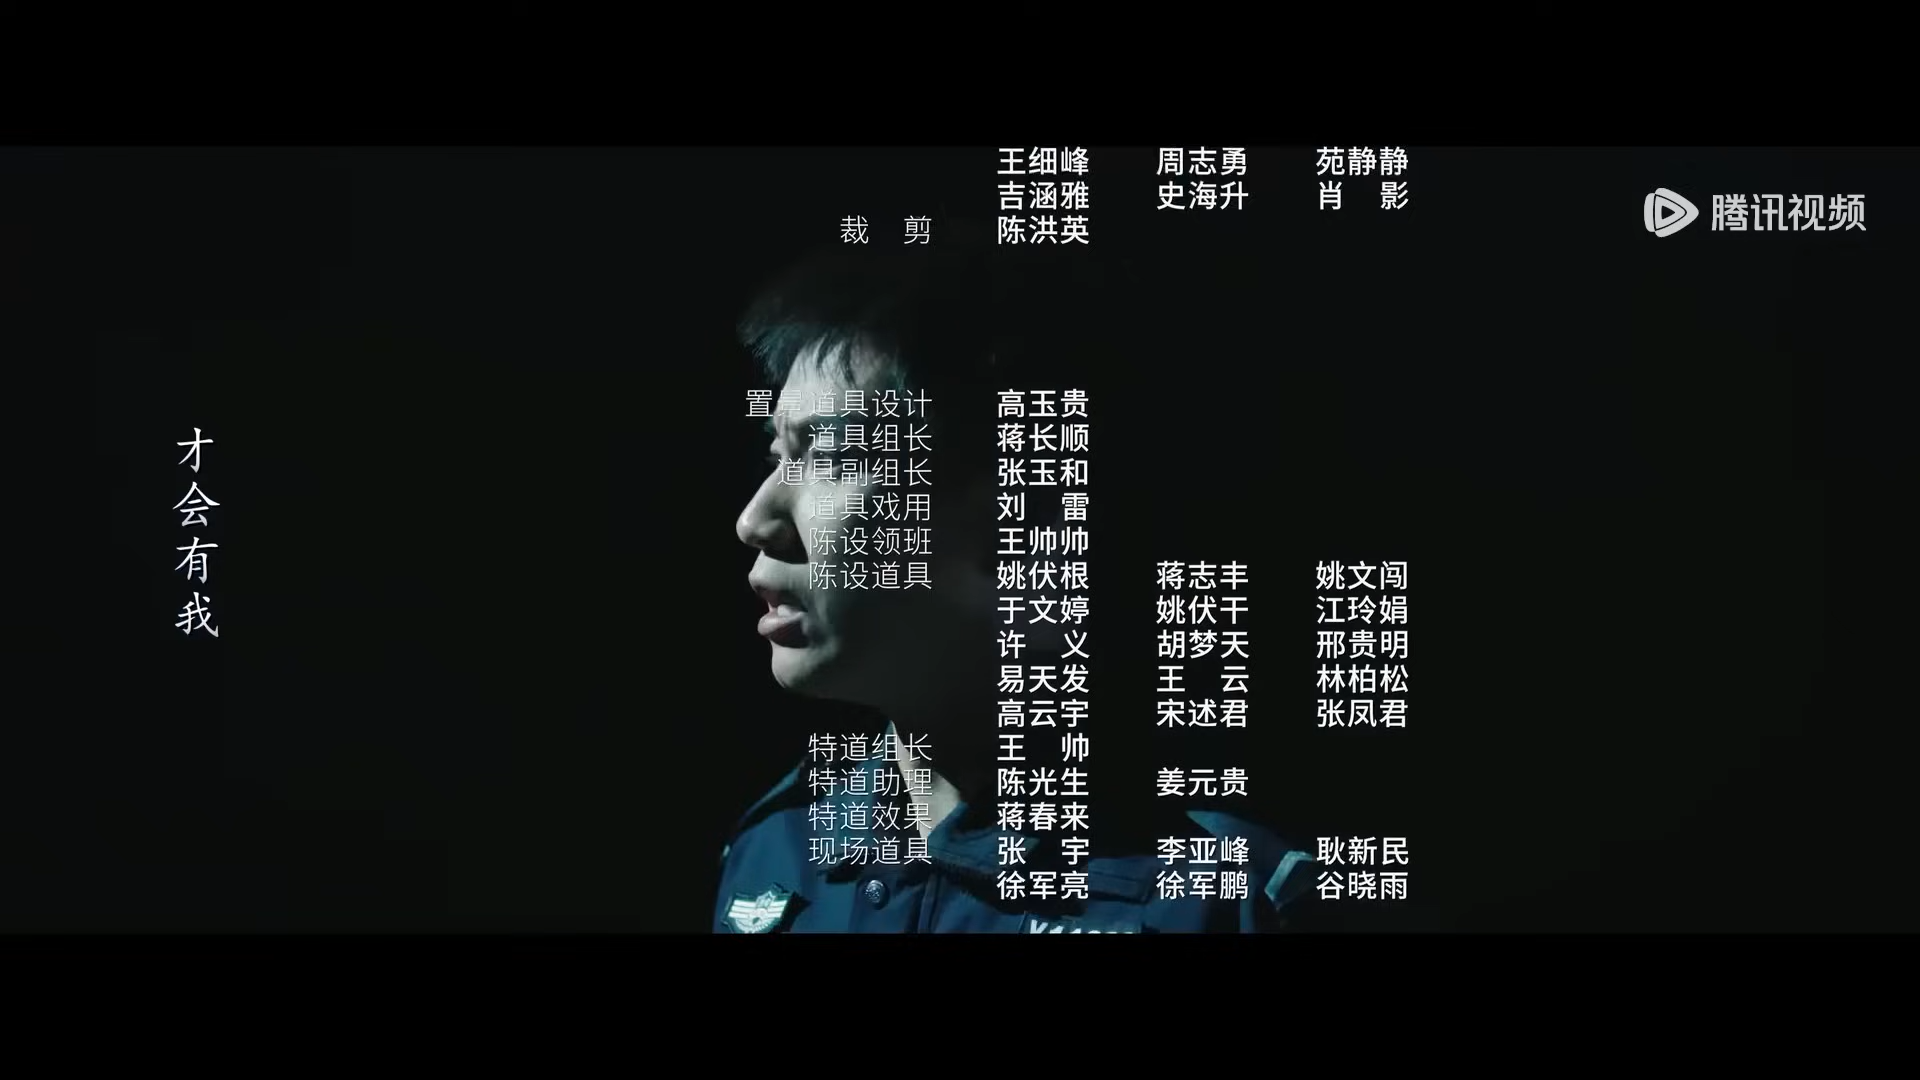 王细峰 周志勇 苑静静
吉涵雅 史海升 肖 影
裁 剪 陈洪英
腾讯视频
置景道具设计 高玉贵
道具组长 蒋长顺
道具副组长 张玉和
道具戏用 刘 雷
陈设领班 王帅帅
陈设道具 姚伏根 蒋志丰 姚文闯
于文婷 姚伏干 江玲娟
许 义 胡梦天 邢贵明
易天发 王 云 林柏松
高云宇 宋述君 张凤君
特道组长 王 帅
特道助理 陈光生 姜元贵
特道效果 蒋春来
现场道具 张 宇 李亚峰 耿新民
徐军亮 徐军鹏 谷晓雨
才会有我